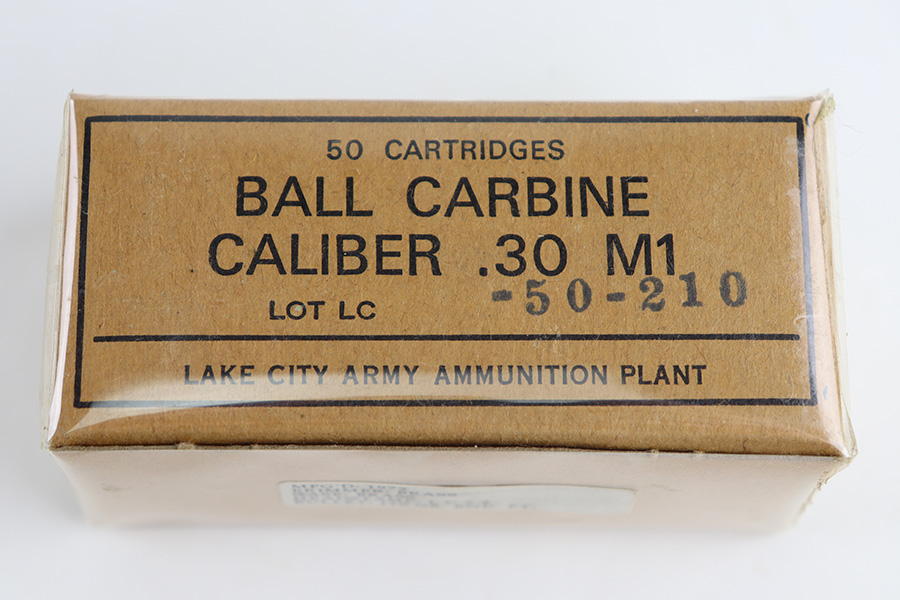 50 CARTRIDGES
BALL CARBINE
CALIBER .30 M1
LOT LC -50-210
LAKE CITY ARMY AMMUNITION PLANT